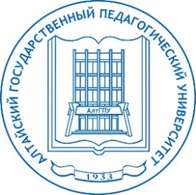 АЛТАЙСКИЙ ГОСУДАРСТВЕННЫЙ ПЕДАГОГИЧЕСКИЙ УНИВЕРСИТЕТ
АлтГПУ
1933